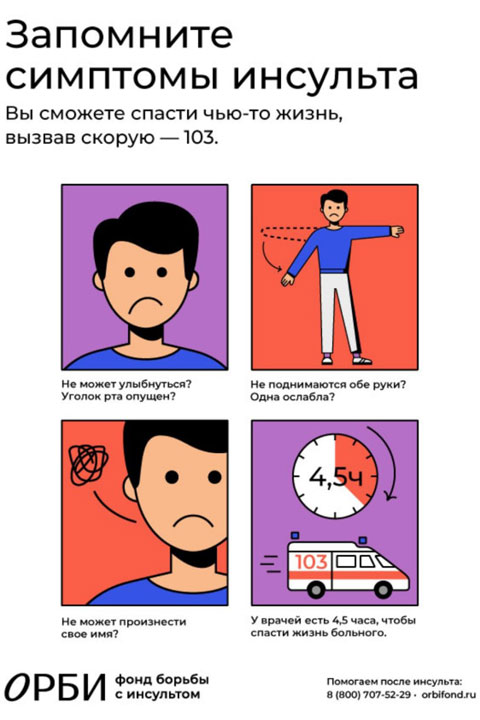 Запомните
симптомы инсульта
Вы сможете спасти чью-то жизнь,
вызвав скорую — 103.
Не может улыбнуться?
Уголок рта опущен?
Не поднимаются обе руки?
Одна ослабла?
4,5ч
103
Не может произнести
свое имя?
У врачей есть 4,5 часа, чтобы
спасти жизнь больного.
ОРБИ
фонд борьбы
с инсультом
Помогаем после инсульта:
8 (800) 707-52-29 · orbifond.ru